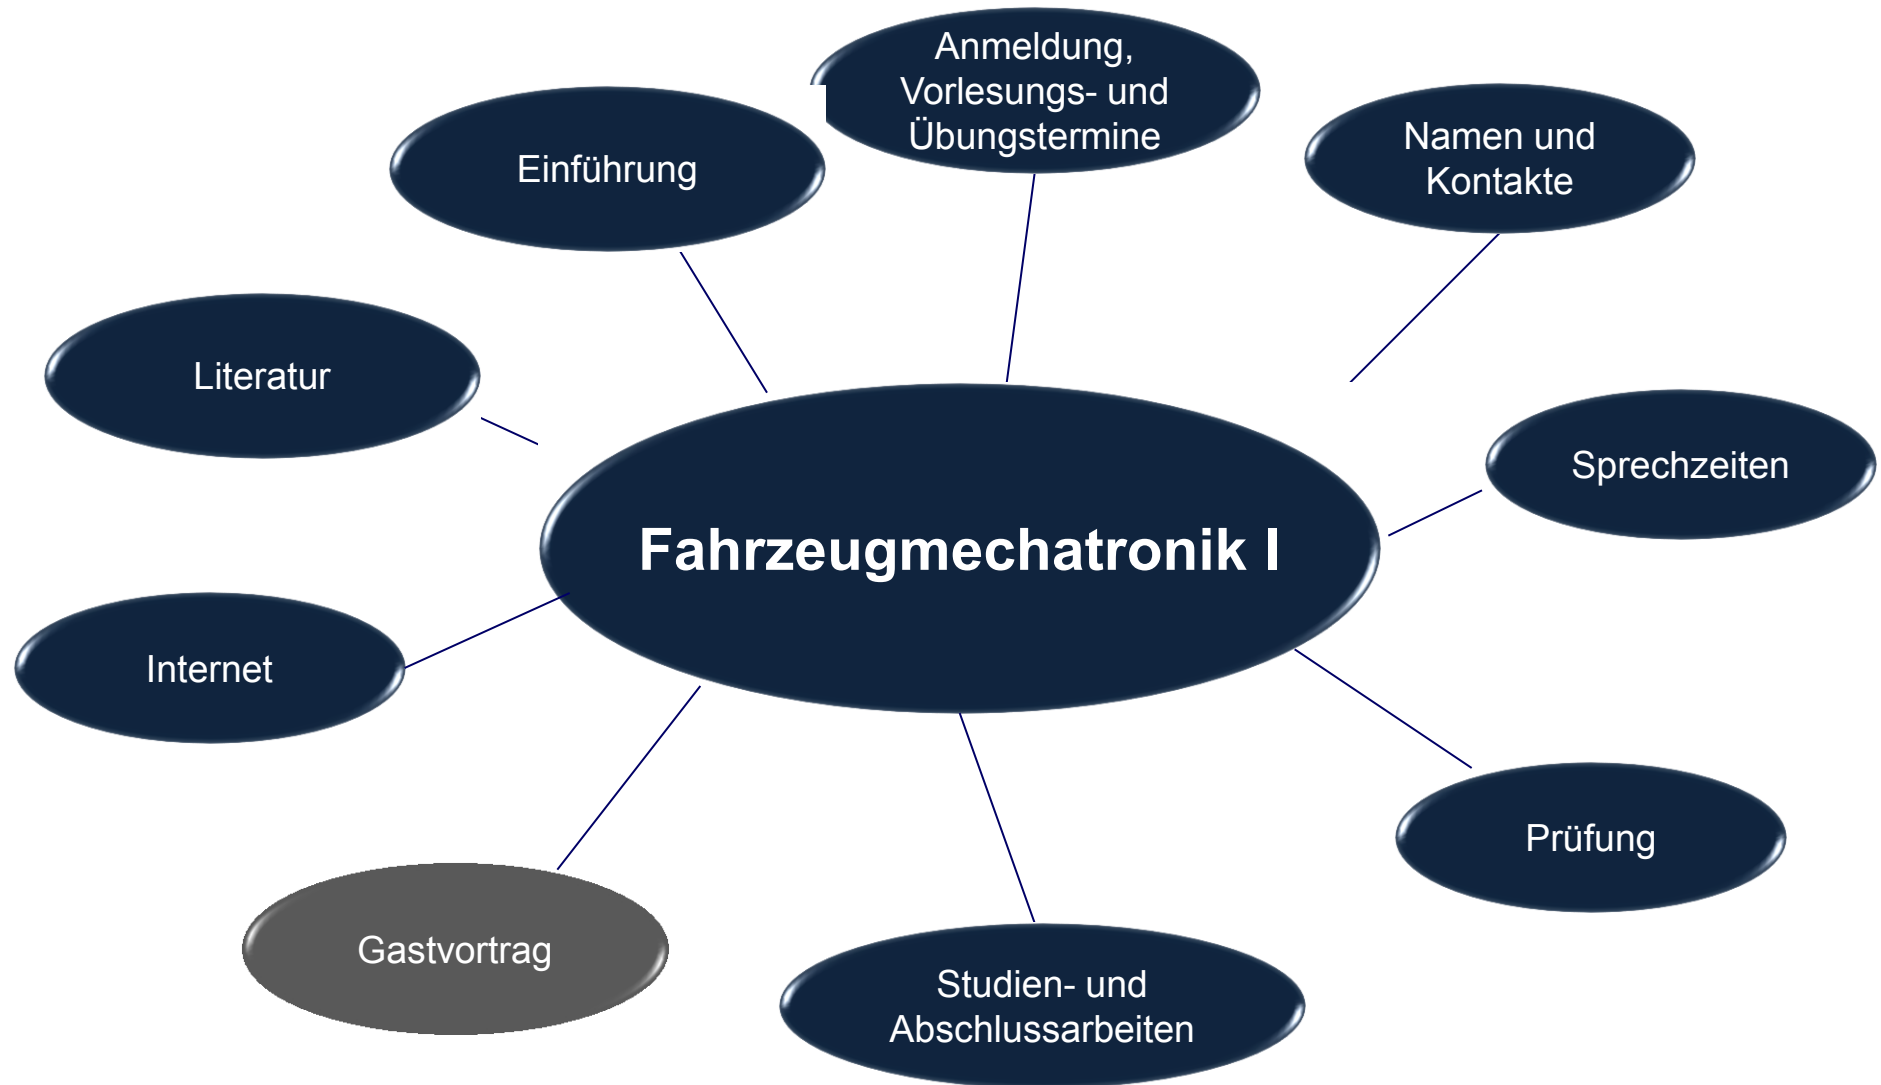 Anmeldung,
Vorlesungs- und
Übungstermine
Einführung
Namen und
Kontakte
Literatur
Sprechzeiten
Fahrzeugmechatronik I
Internet
Prüfung
Gastvortrag
Studien- und
Abschlussarbeiten